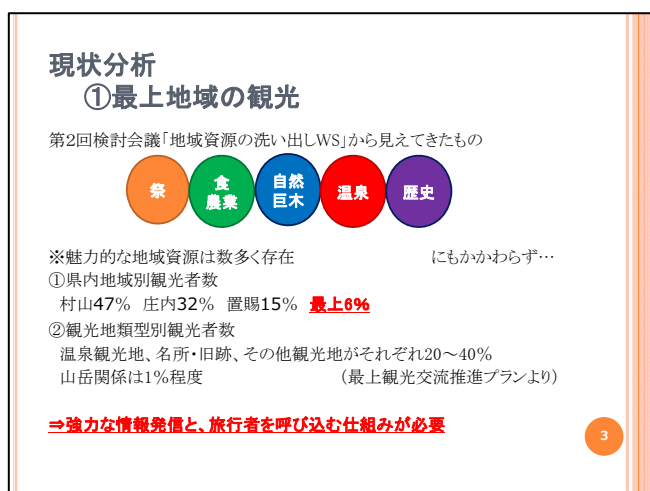 現状分析
①最上地域の観光
第2回検討会議「地域資源の洗い出しWS」から見えてきたもの
祭
食
農業
自然
巨木
温泉
歴史
※魅力的な地域資源は数多く存在 にもかかわらず…
①県内地域別観光者数
村山47% 庄内32% 置賜15% 最上6%
②観光地類型別観光者数
温泉観光地、名所・旧跡、その他観光地がそれぞれ20～40%
山岳関係は1%程度 (最上観光交流推進プランより)
⇒強力な情報発信と、旅行者を呼び込む仕組みが必要
3